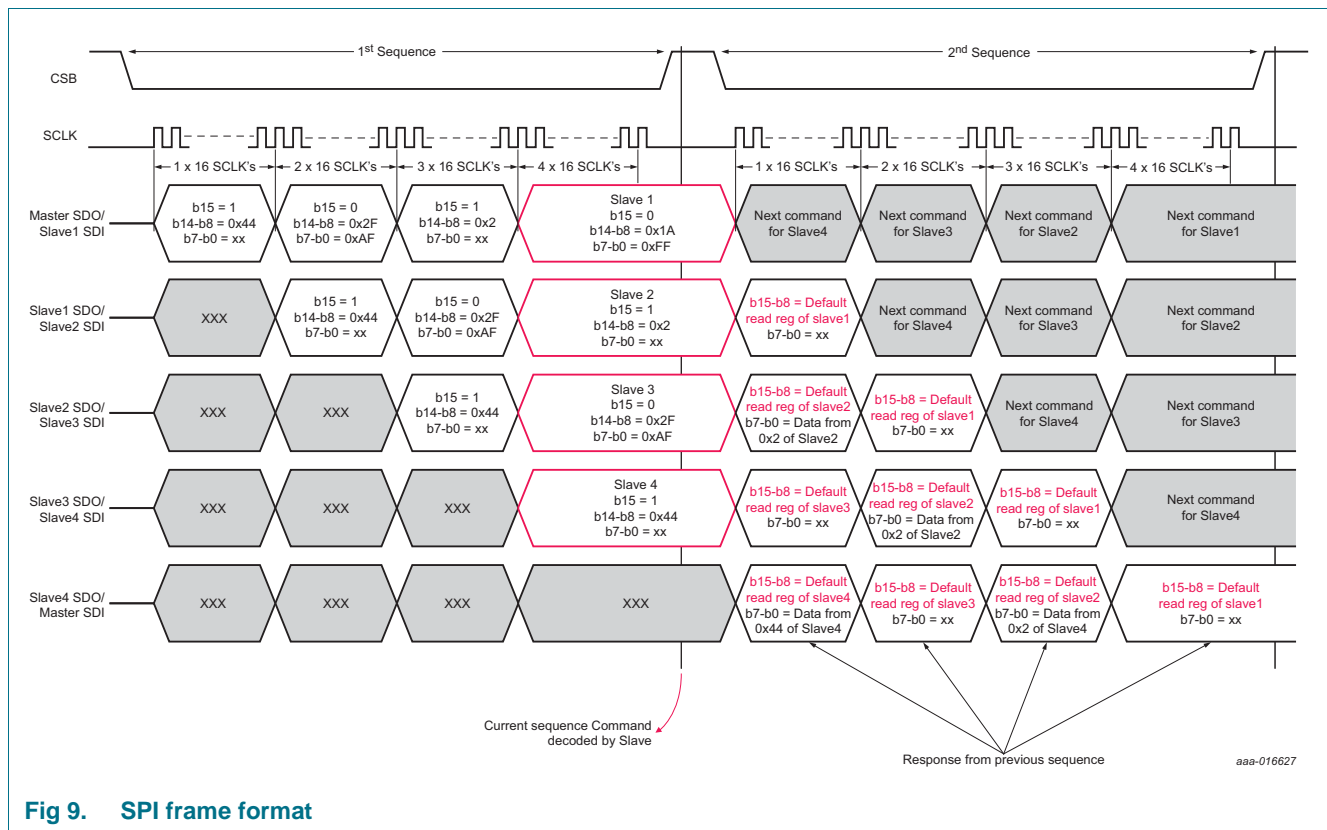 1st Sequence
2nd Sequence
CSB
SCLK
1 x 16 SCLK's
2 x 16 SCLK's
3 x 16 SCLK's
4 x 16 SCLK's
1 x 16 SCLK's
2 x 16 SCLK's
3 x 16 SCLK's
4 x 16 SCLK's
Master SDO/
Slave1 SDI
b15 = 1
b14-b8 = 0x44
b7-b0 = xx
b15 = 0
b14-b8 = 0x2F
b7-b0 = 0xAF
b15 = 1
b14-b8 = 0x2
b7-b0 = xx
Slave 1
b15 = 0
b14-b8 = 0x1A
b7-b0 = 0xFF
Next command
for Slave4
Next command
for Slave3
Next command
for Slave2
Next command
for Slave1
Slave1 SDO/
Slave2 SDI
XXX
b15 = 1
b14-b8 = 0x44
b7-b0 = xx
b15 = 0
b14-b8 = 0x2F
b7-b0 = 0xAF
Slave 2
b15 = 1
b14-b8 = 0x2
b7-b0 = xx
b15-b8 = Default
read reg of slave1
b7-b0 = xx
Next command
for Slave4
Next command
for Slave3
Next command
for Slave2
Slave2 SDO/
Slave3 SDI
XXX
XXX
b15 = 1
b14-b8 = 0x44
b7-b0 = xx
Slave 3
b15 = 0
b14-b8 = 0x2F
b7-b0 = 0xAF
b15-b8 = Default
read reg of slave2
b7-b0 = Data from
0x2 of Slave2
b15-b8 = Default
read reg of slave1
b7-b0 = xx
Next command
for Slave4
Next command
for Slave3
Slave3 SDO/
Slave4 SDI
XXX
XXX
XXX
Slave 4
b15 = 1
b14-b8 = 0x44
b7-b0 = xx
b15-b8 = Default
read reg of slave3
b7-b0 = xx
b15-b8 = Default
read reg of slave2
b7-b0 = Data from
0x2 of Slave2
b15-b8 = Default
read reg of slave1
b7-b0 = xx
Next command
for Slave4
Slave4 SDO/
Master SDI
XXX
XXX
XXX
XXX
b15-b8 = Default
read reg of slave4
b7-b0 = Data from
0x44 of Slave4
b15-b8 = Default
read reg of slave3
b7-b0 = xx
b15-b8 = Default
read reg of slave2
b7-b0 = Data from
0x2 of Slave4
b15-b8 = Default
read reg of slave1
b7-b0 = xx
Current sequence Command
decoded by Slave
Response from previous sequence
aaa-016627
Fig 9. SPI frame format